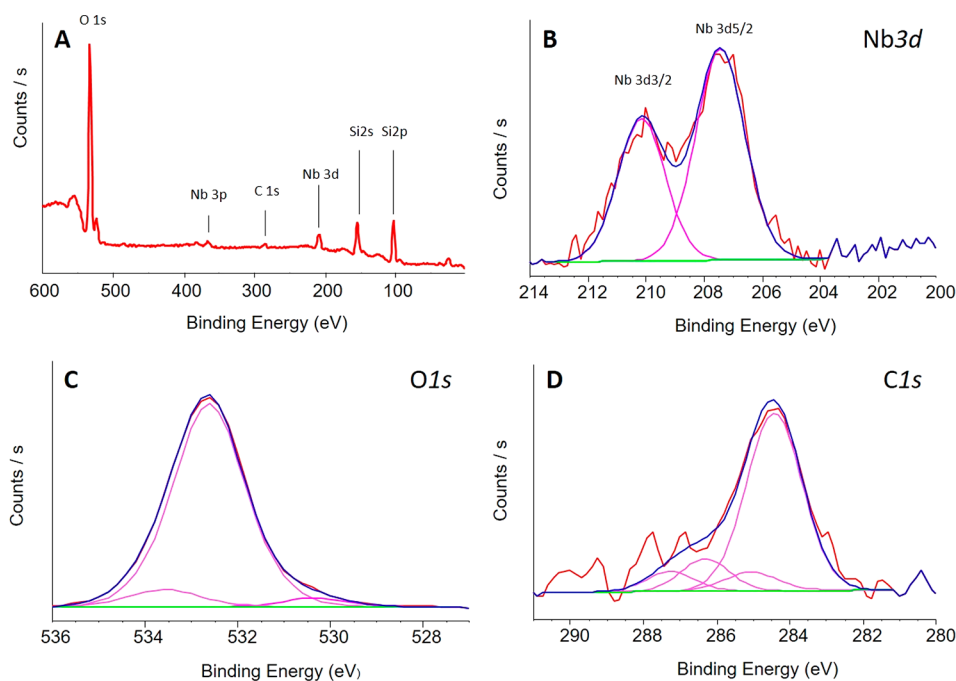 O 1s
A
Counts / s
Nb 3p
C 1s
Nb 3d
Si2s
Si2p
600
500
400
300
200
100
Binding Energy (eV)
B
Nb3d
Nb 3d5/2
Nb 3d3/2
Counts / s
214
212
210
208
206
204
202
200
Binding Energy (eV)
C
O1s
Counts / s
536
534
532
530
528
Binding Energy (eV)
D
C1s
Counts / s
290
288
286
284
282
280
Binding Energy (eV)